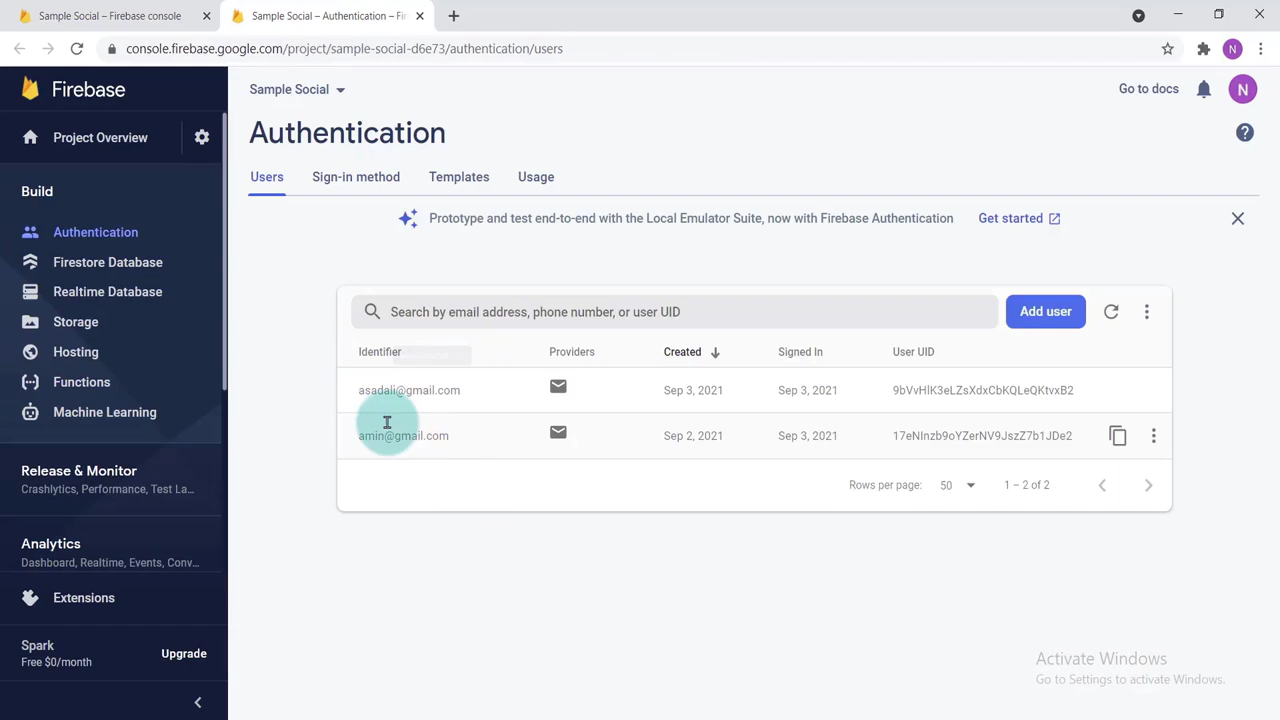 Sample Social – Firebase console
Sample Social – Authentication – Fi
console.firebase.google.com/project/sample-social-d6e73/authentication/users
N
Firebase
Sample Social
Go to docs
N
Project Overview
Authentication
Build
Users
Sign-in method
Templates
Usage
Authentication
Prototype and test end-to-end with the Local Emulator Suite, now with Firebase Authentication
Get started
Firestore Database
Realtime Database
Storage
Hosting
Functions
Machine Learning
Search by email address, phone number, or user UID
Add user
Identifier
Providers
Created
Signed In
User UID
asadali@gmail.com
Sep 3, 2021
Sep 3, 2021
9bVvHlK3eLZsXdxCbKQLeQKtvxB2
amin@gmail.com
Sep 2, 2021
Sep 3, 2021
17eNInzb9oYZerNV9JszZ7b1JDe2
Rows per page:
50
1 – 2 of 2
Release & Monitor
Crashlytics, Performance, Test La...
Analytics
Dashboard, Realtime, Events, Conv...
Extensions
Spark
Free $0/month
Upgrade
Activate Windows
Go to Settings to activate Windows.